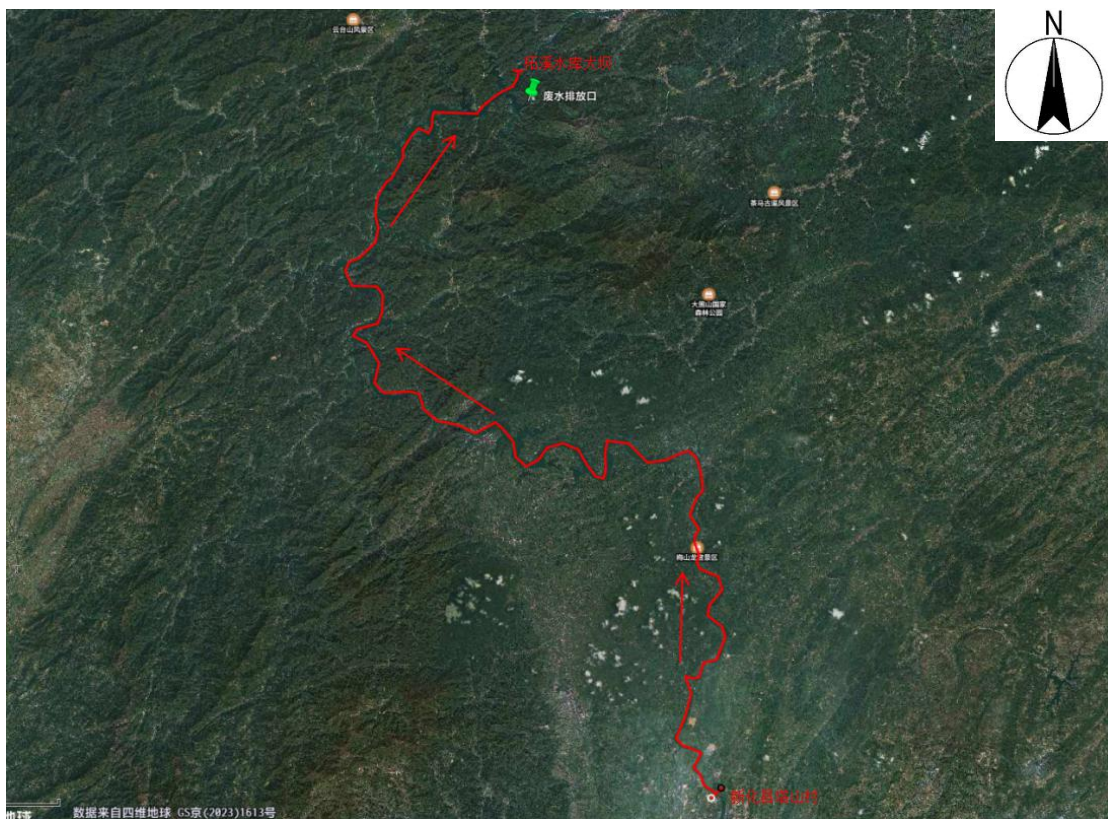 N
云台山风景区
柘溪水库大坝
废水排放口
茶马古道风景区
大熊山国家
森林公园
梅山龙宫景区
数据来自四维地球 GS京(2023)1613号